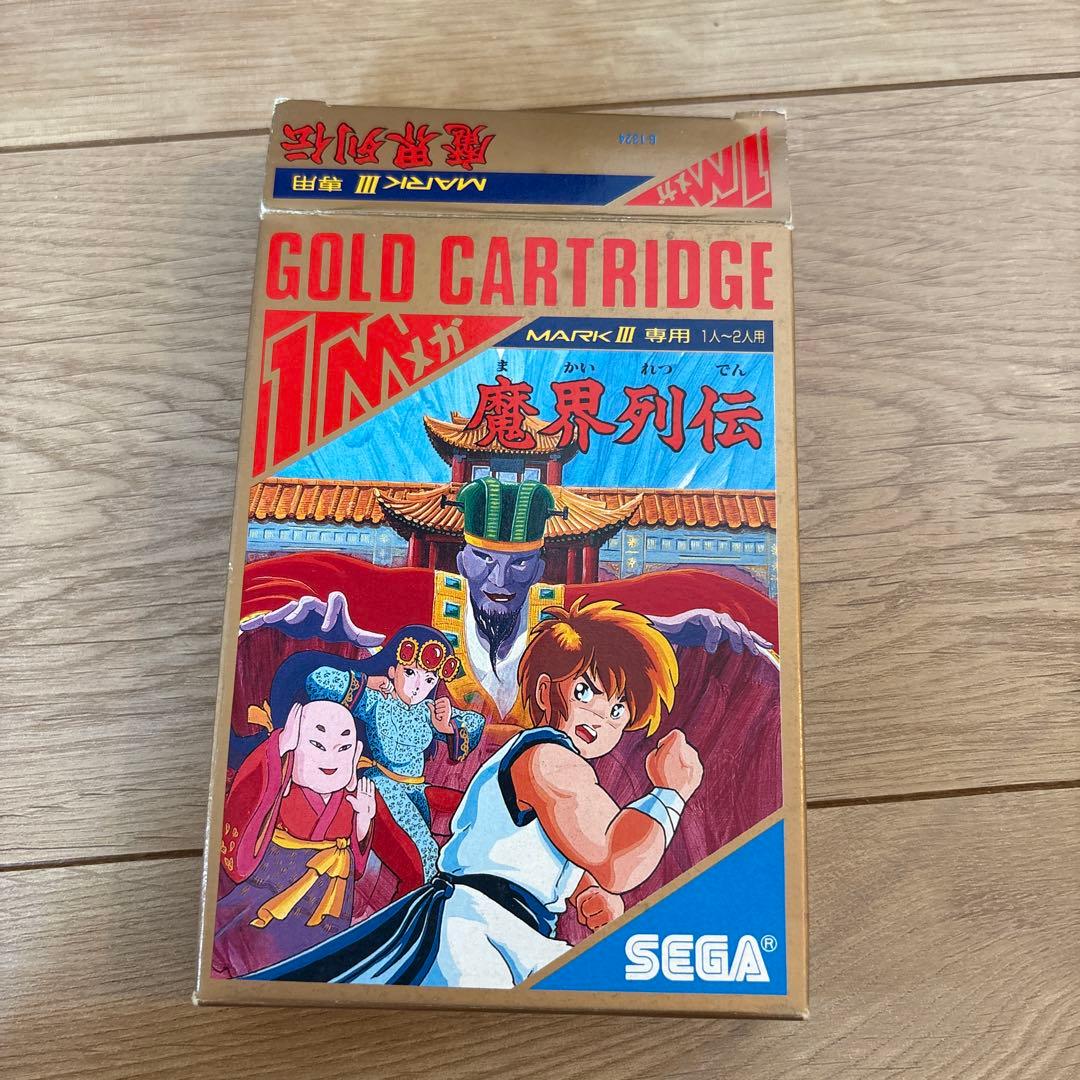 魔界列伝
MARK III 専用
1Mメガ
G 1324
GOLD CARTRIDGE
1Mメガ
MARK III 専用 1人～2人用
ま かい れつ でん
魔界列伝
SEGA®